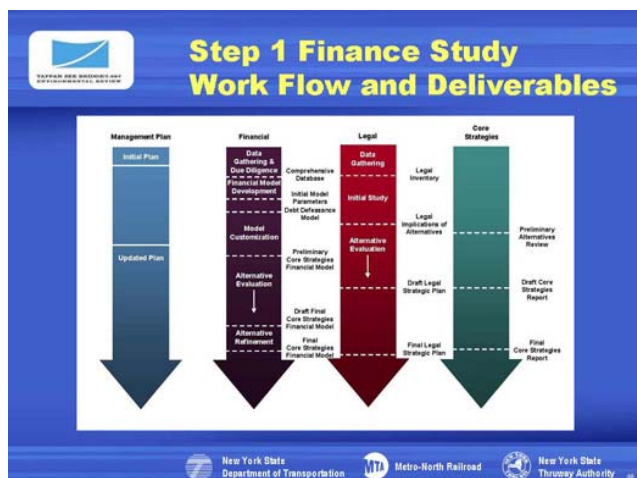 TAPPAN ZEE BRIDGE/I-287
ENVIRONMENTAL REVIEW
Step 1 Finance Study
Work Flow and Deliverables
Management Plan
Initial Plan
Updated Plan
Financial
Data
Gathering &
Due Diligence
Financial Model
Development
Model
Customization
Alternative
Evaluation
Alternative
Refinement
Comprehensive
Database
Initial Model
Parameters
Debt Defeasance
Model
Preliminary
Core Strategies
Financial Model
Draft Final
Core Strategies
Financial Model
Final
Core Strategies
Financial Model
Legal
Data
Gathering
Initial Study
Alternative
Evaluation
Legal
Inventory
Legal
Implications of
Alternatives
Draft Legal
Strategic Plan
Final Legal
Strategic Plan
Core
Strategies
Preliminary
Alternatives
Review
Draft Core
Strategies
Report
Final
Core Strategies
Report
New York State
Department of Transportation
MTA
Metro-North Railroad
New York State
Thruway Authority